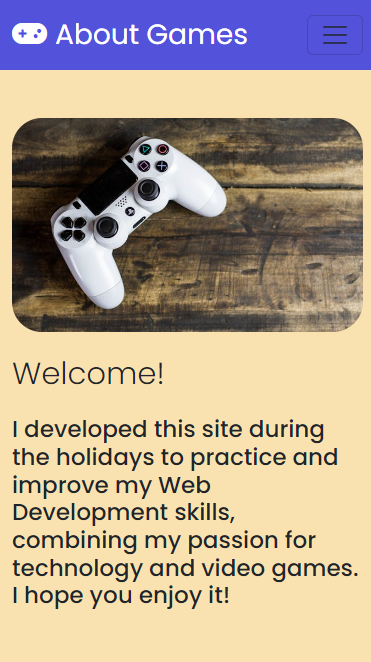 About Games
Welcome!
I developed this site during
the holidays to practice and
improve my Web
Development skills,
combining my passion for
technology and video games.
I hope you enjoy it!